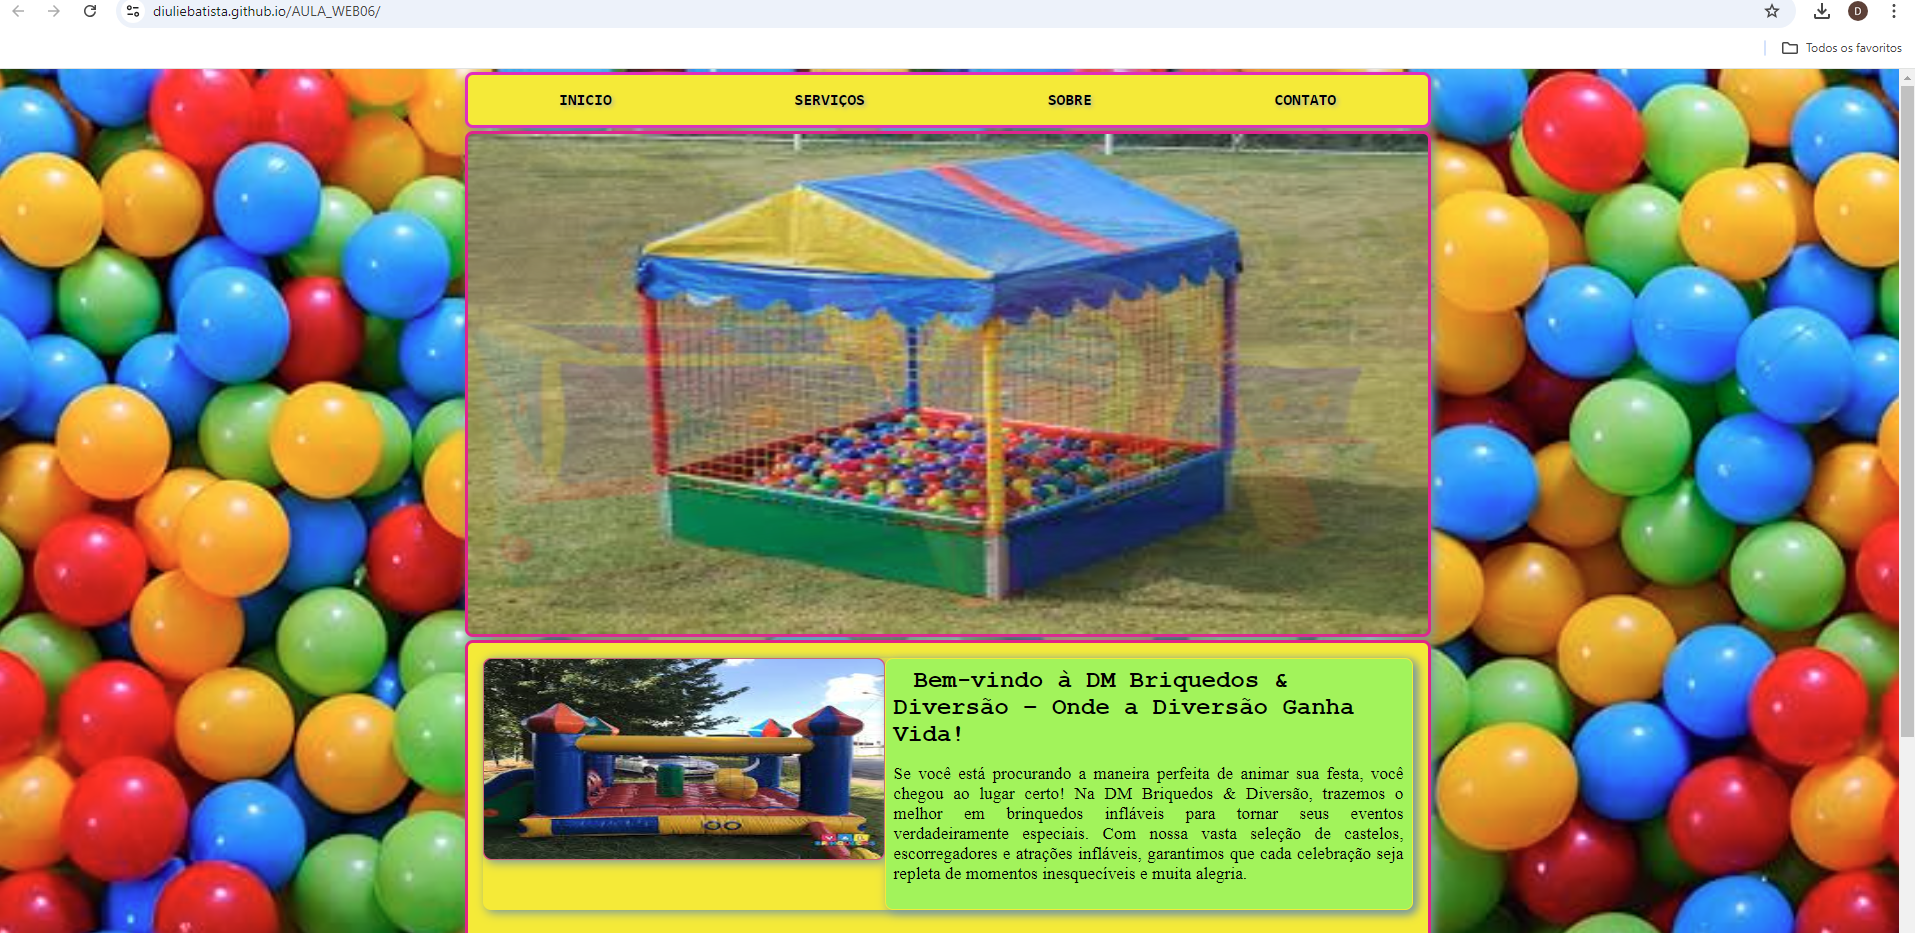 diuliebatista.github.io/AULA_WEB06/
D
Todos os favoritos
INICIO SERVIÇOS SOBRE CONTATO
Bem-vindo à DM Briquedos &
Diversão – Onde a Diversão Ganha
Vida!
Se você está procurando a maneira perfeita de animar sua festa, você
chegou ao lugar certo! Na DM Briquedos & Diversão, trazemos o
melhor em brinquedos infláveis para tornar seus eventos
verdadeiramente especiais. Com nossa vasta seleção de castelos,
escorregadores e atrações infláveis, garantimos que cada celebração seja
repleta de momentos inesquecíveis e muita alegria.